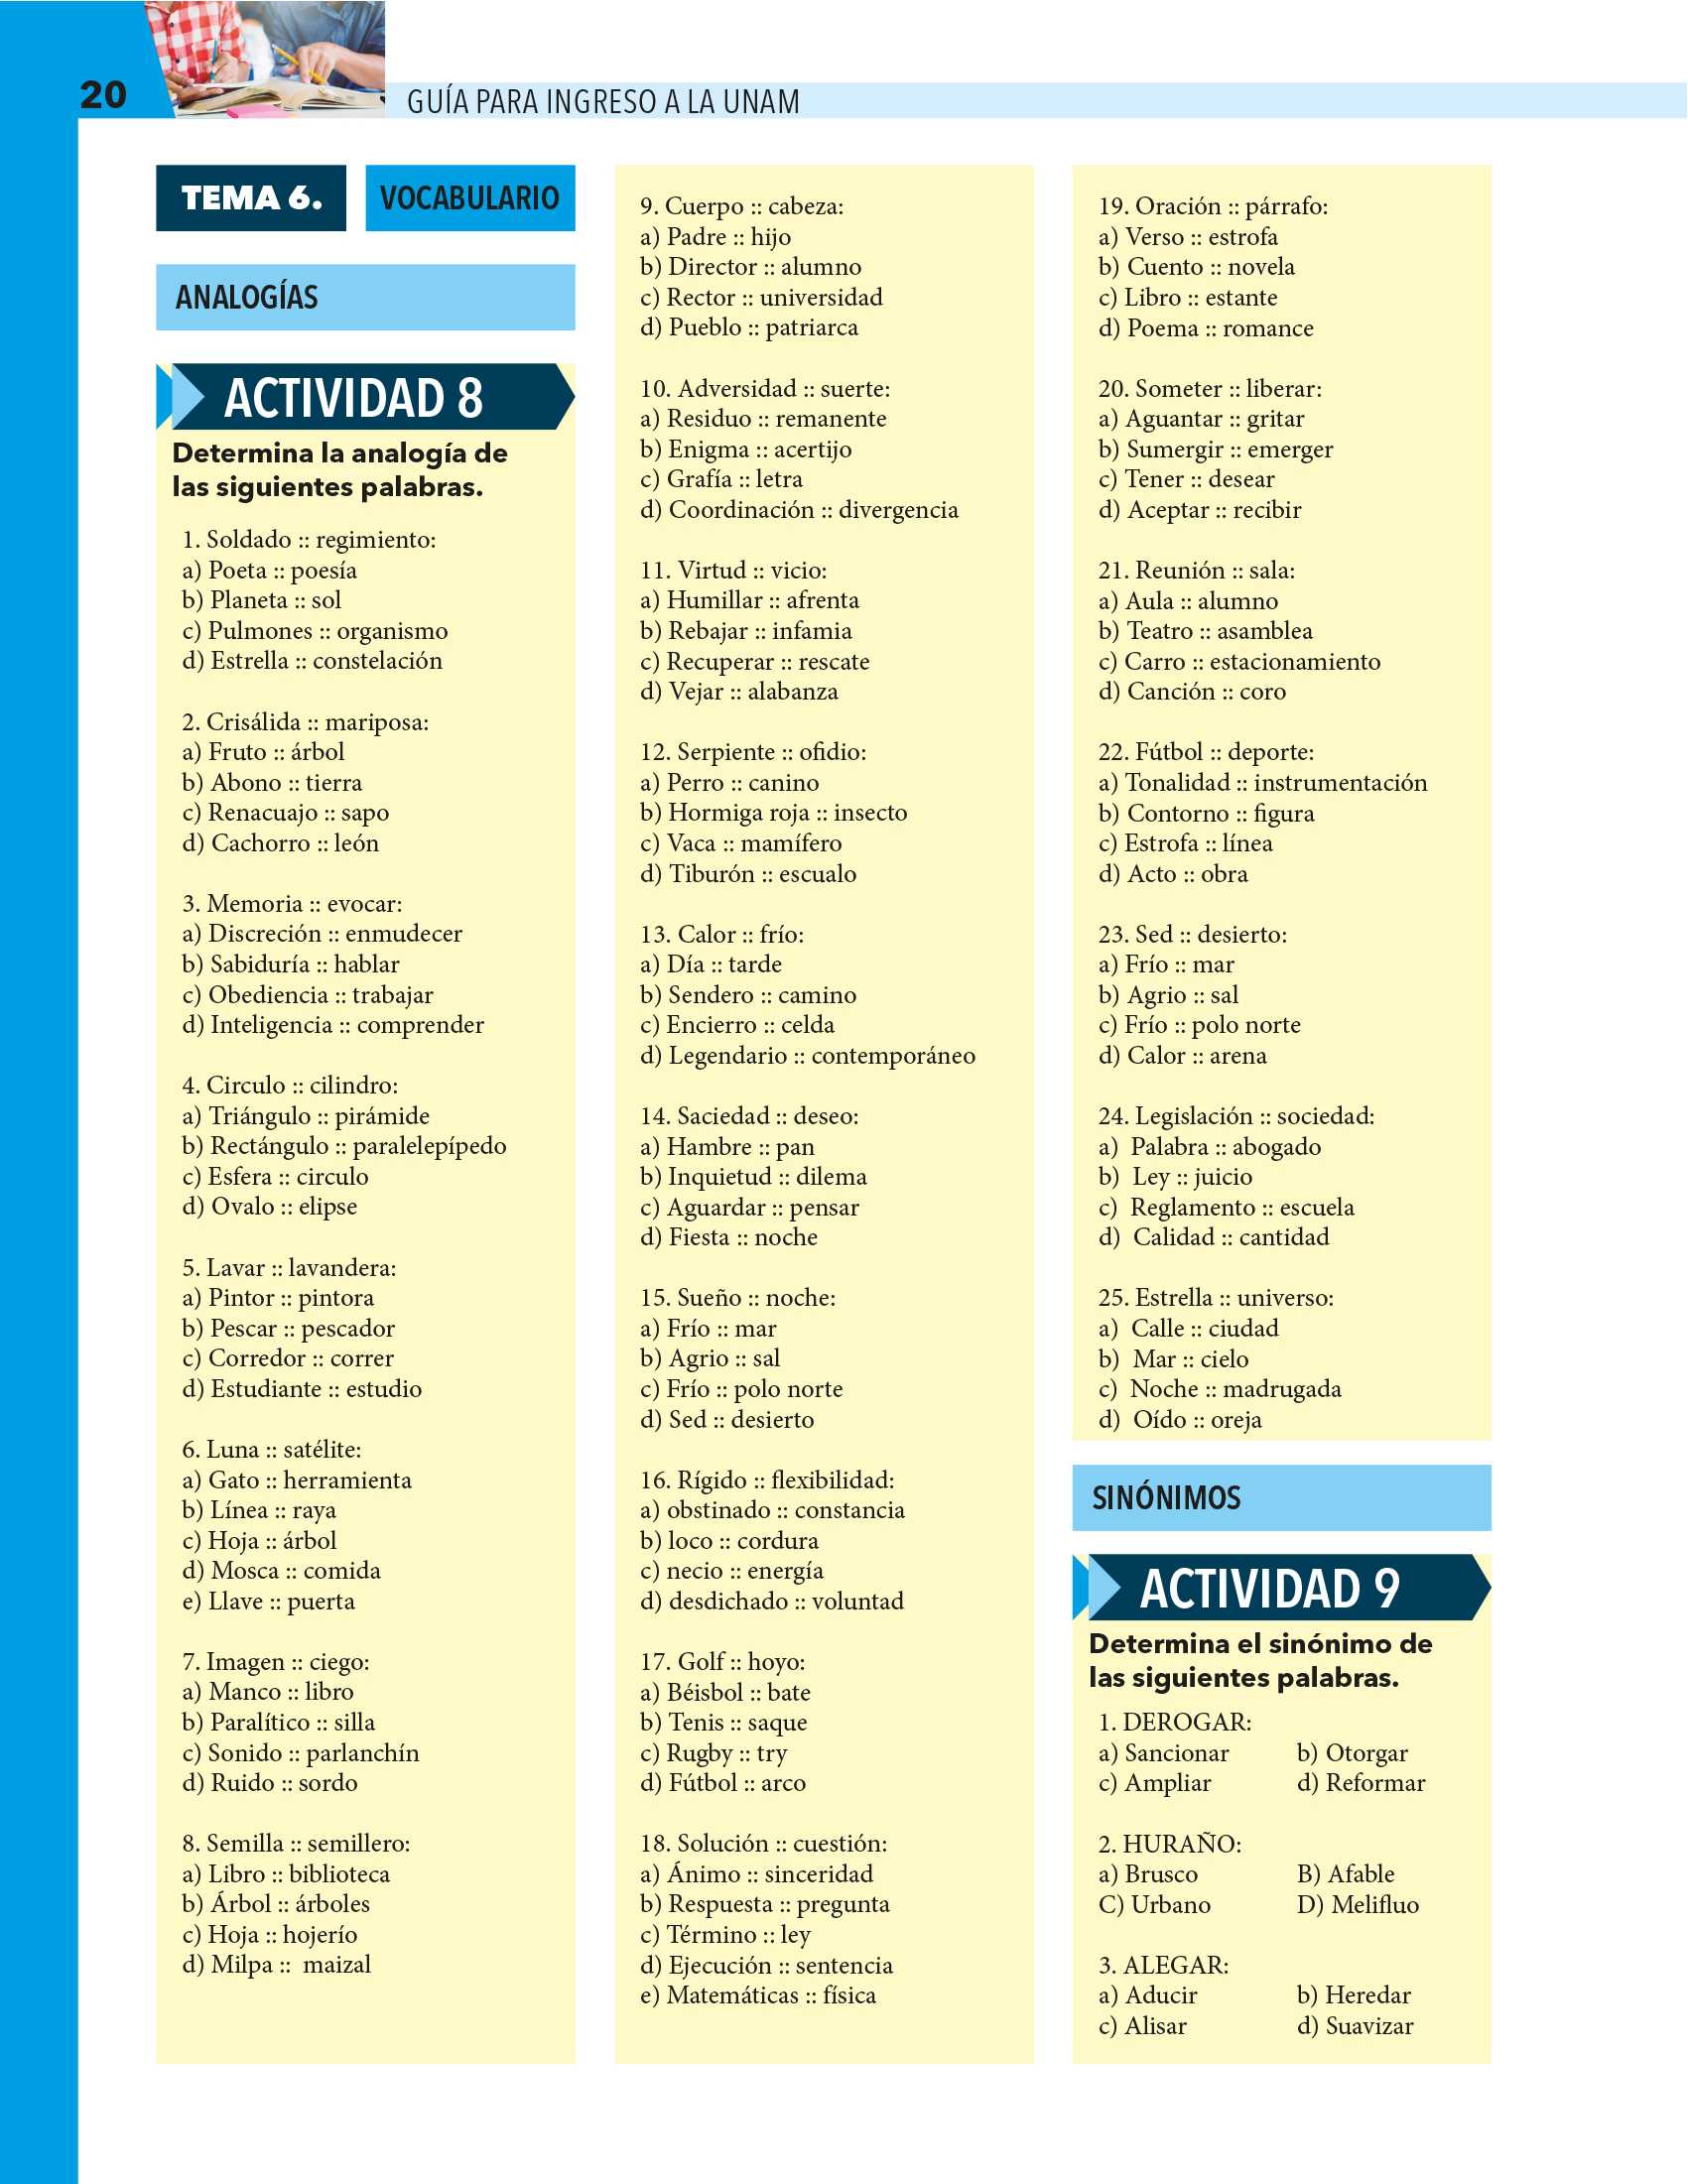 20
GUÍA PARA INGRESO A LA UNAM
TEMA 6.
VOCABULARIO
ANALOGÍAS
ACTIVIDAD 8
Determina la analogía de
las siguientes palabras.
1. Soldado :: regimiento:
a) Poeta :: poesía
b) Planeta :: sol
c) Pulmones :: organismo
d) Estrella :: constelación
2. Crisálida :: mariposa:
a) Fruto :: árbol
b) Abono :: tierra
c) Renacuajo :: sapo
d) Cachorro :: león
3. Memoria :: evocar:
a) Discreción :: enmudecer
b) Sabiduría :: hablar
c) Obediencia :: trabajar
d) Inteligencia :: comprender
4. Circulo :: cilindro:
a) Triángulo :: pirámide
b) Rectángulo :: paralelepípedo
c) Esfera :: circulo
d) Ovalo :: elipse
5. Lavar :: lavandera:
a) Pintor :: pintora
b) Pescar :: pescador
c) Corredor :: correr
d) Estudiante :: estudio
6. Luna :: satélite:
a) Gato :: herramienta
b) Línea :: raya
c) Hoja :: árbol
d) Mosca :: comida
e) Llave :: puerta
7. Imagen :: ciego:
a) Manco :: libro
b) Paralítico :: silla
c) Sonido :: parlanchín
d) Ruido :: sordo
8. Semilla :: semillero:
a) Libro :: biblioteca
b) Árbol :: árboles
c) Hoja :: hojerío
d) Milpa ::  maizal
9. Cuerpo :: cabeza:
a) Padre :: hijo
b) Director :: alumno
c) Rector :: universidad
d) Pueblo :: patriarca
10. Adversidad :: suerte:
a) Residuo :: remanente
b) Enigma :: acertijo
c) Grafía :: letra
d) Coordinación :: divergencia
11. Virtud :: vicio:
a) Humillar :: afrenta
b) Rebajar :: infamia
c) Recuperar :: rescate
d) Vejar :: alabanza
12. Serpiente :: ofidio:
a) Perro :: canino
b) Hormiga roja :: insecto
c) Vaca :: mamífero
d) Tiburón :: escualo
13. Calor :: frío:
a) Día :: tarde
b) Sendero :: camino
c) Encierro :: celda
d) Legendario :: contemporáneo
14. Saciedad :: deseo:
a) Hambre :: pan
b) Inquietud :: dilema
c) Aguardar :: pensar
d) Fiesta :: noche
15. Sueño :: noche:
a) Frío :: mar
b) Agrio :: sal
c) Frío :: polo norte
d) Sed :: desierto
16. Rígido :: flexibilidad:
a) obstinado :: constancia
b) loco :: cordura
c) necio :: energía
d) desdichado :: voluntad
17. Golf :: hoyo:
a) Béisbol :: bate
b) Tenis :: saque
c) Rugby :: try
d) Fútbol :: arco
18. Solución :: cuestión:
a) Ánimo :: sinceridad
b) Respuesta :: pregunta
c) Término :: ley
d) Ejecución :: sentencia
e) Matemáticas :: física
19. Oración :: párrafo:
a) Verso :: estrofa
b) Cuento :: novela
c) Libro :: estante
d) Poema :: romance
20. Someter :: liberar:
a) Aguantar :: gritar
b) Sumergir :: emerger
c) Tener :: desear
d) Aceptar :: recibir
21. Reunión :: sala:
a) Aula :: alumno
b) Teatro :: asamblea
c) Carro :: estacionamiento
d) Canción :: coro
22. Fútbol :: deporte:
a) Tonalidad :: instrumentación
b) Contorno :: figura
c) Estrofa :: línea
d) Acto :: obra
23. Sed :: desierto:
a) Frío :: mar
b) Agrio :: sal
c) Frío :: polo norte
d) Calor :: arena
24. Legislación :: sociedad:
a)  Palabra :: abogado
b)  Ley :: juicio
c)  Reglamento :: escuela
d)  Calidad :: cantidad
25. Estrella :: universo:
a)  Calle :: ciudad
b)  Mar :: cielo
c)  Noche :: madrugada
d)  Oído :: oreja
SINÓNIMOS
ACTIVIDAD 9
Determina el sinónimo de
las siguientes palabras.
1. DEROGAR:
a) Sancionar b) Otorgar
c) Ampliar d) Reformar
2. HURAÑO:
a) Brusco B) Afable
C) Urbano D) Melifluo
3. ALEGAR:
a) Aducir b) Heredar
c) Alisar d) Suavizar